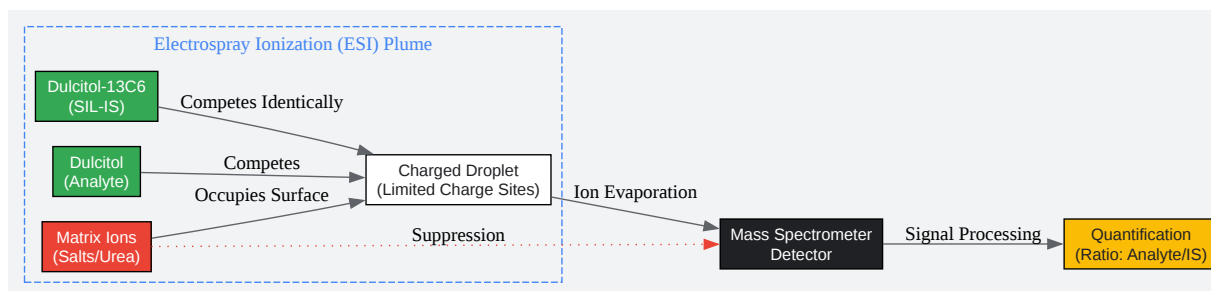 Electrospray Ionization (ESI) Plume
Dulcitol-13C6
(SIL-IS)
Competes Identically
Dulcitol
(Analyte)
Competes
Charged Droplet
(Limited Charge Sites)
Ion Evaporation
Occupies Surface
Matrix Ions
(Salts/Urea)
Suppression
Mass Spectrometer
Detector
Signal Processing
Quantification
(Ratio: Analyte/IS)